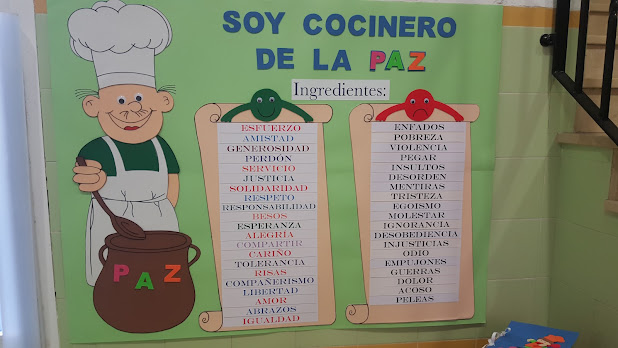 SOY COCINERO
DE LA PAZ
Ingredientes:
ESFUERZO
AMISTAD
GENEROSIDAD
PERDÓN
SERVICIO
JUSTICIA
SOLIDARIDAD
RESPETO
RESPONSABILIDAD
BESOS
ESPERANZA
ALEGRIA
COMPARTIR
CARIÑO
TOLERANCIA
RISAS
COMPAÑERISMO
LIBERTAD
AMOR
ABRAZOS
IGUALDAD
ENFADOS
POBREZA
VIOLENCIA
PEGAR
INSULTOS
DESORDEN
MENTIRAS
TRISTEZA
EGOISMO
MOLESTAR
IGNORANCIA
DESOBEDIENCIA
INJUSTICIAS
ODIO
EMPUJONES
GUERRAS
DOLOR
ACOSO
PELEAS
PAZ